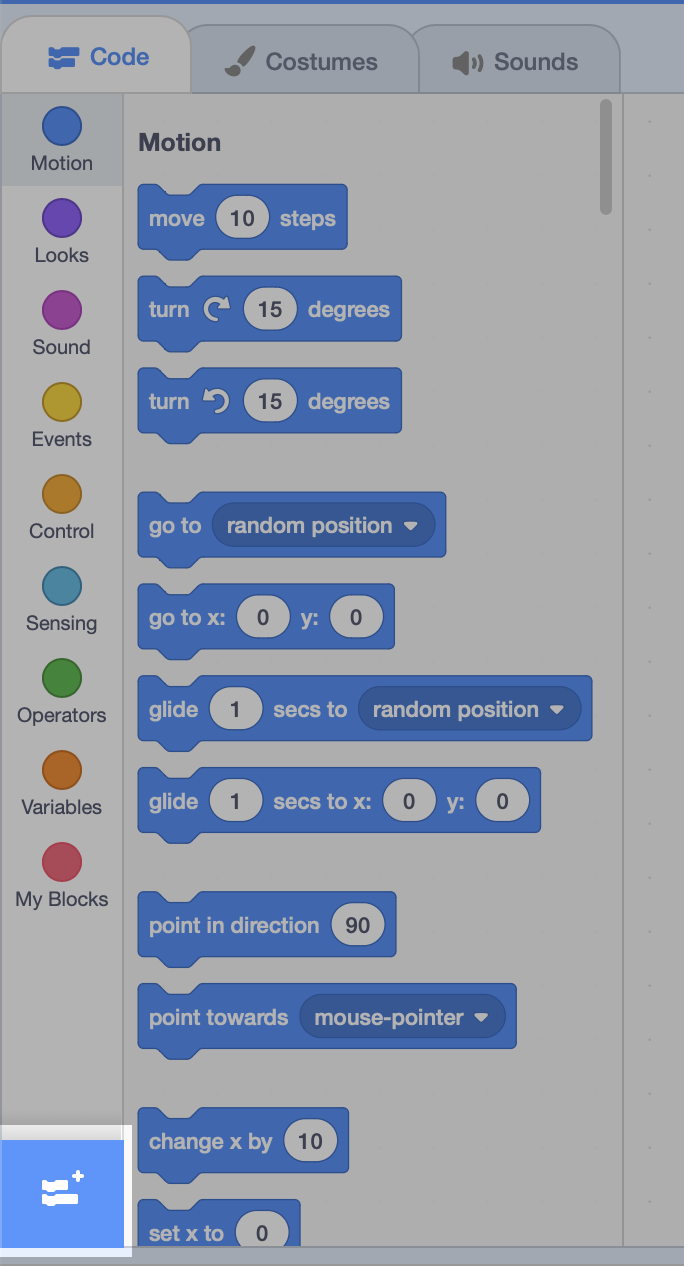 Code
Costumes
Sounds
Motion
Looks
Sound
Events
Control
Sensing
Operators
Variables
My Blocks
Motion
move 10 steps
turn 15 degrees
turn 15 degrees
go to random position
go to x: 0 y: 0
glide 1 secs to random position
glide 1 secs to x: 0 y: 0
point in direction 90
point towards mouse-pointer
change x by 10
set x to 0